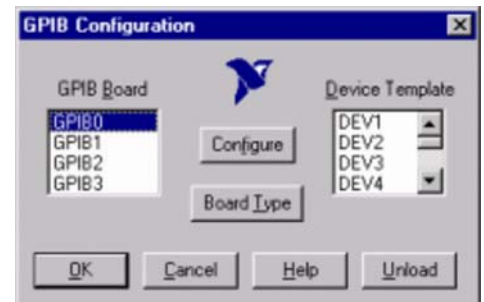 GPIB Configuration
GPIB Board
GPIB0
GPIB1
GPIB2
GPIB3
Configure
Board Type
Device Template
DEV1
DEV2
DEV3
DEV4
OK
Cancel
Help
Unload